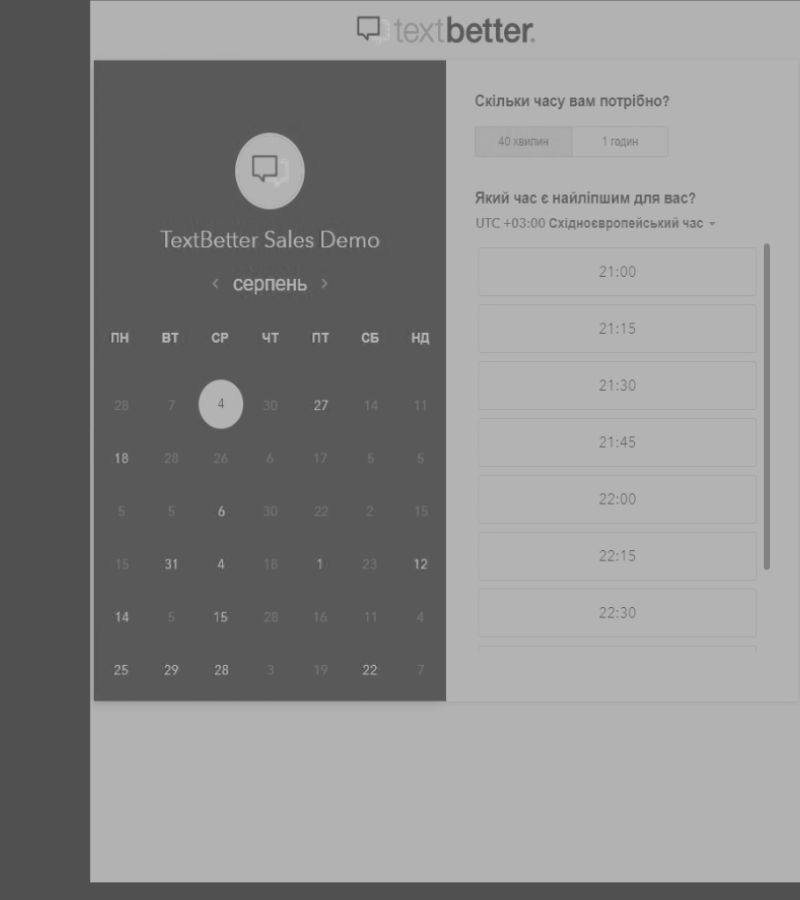 textbetter.
TextBetter Sales Demo
‹ серпень ›
ПН ВТ СР ЧТ ПТ СБ НД
28 7 4 30 27 14 11
18 28 26 6 17 5 5
5 5 6 30 22 2 15
15 31 4 18 1 23 12
14 5 15 28 16 11 4
25 29 28 3 19 22 7
Скільки часу вам потрібно?
40 хвилин 1 годин
Який час є найліпшим для вас?
UTC +03:00 Східноєвропейський час
21:00
21:15
21:30
21:45
22:00
22:15
22:30